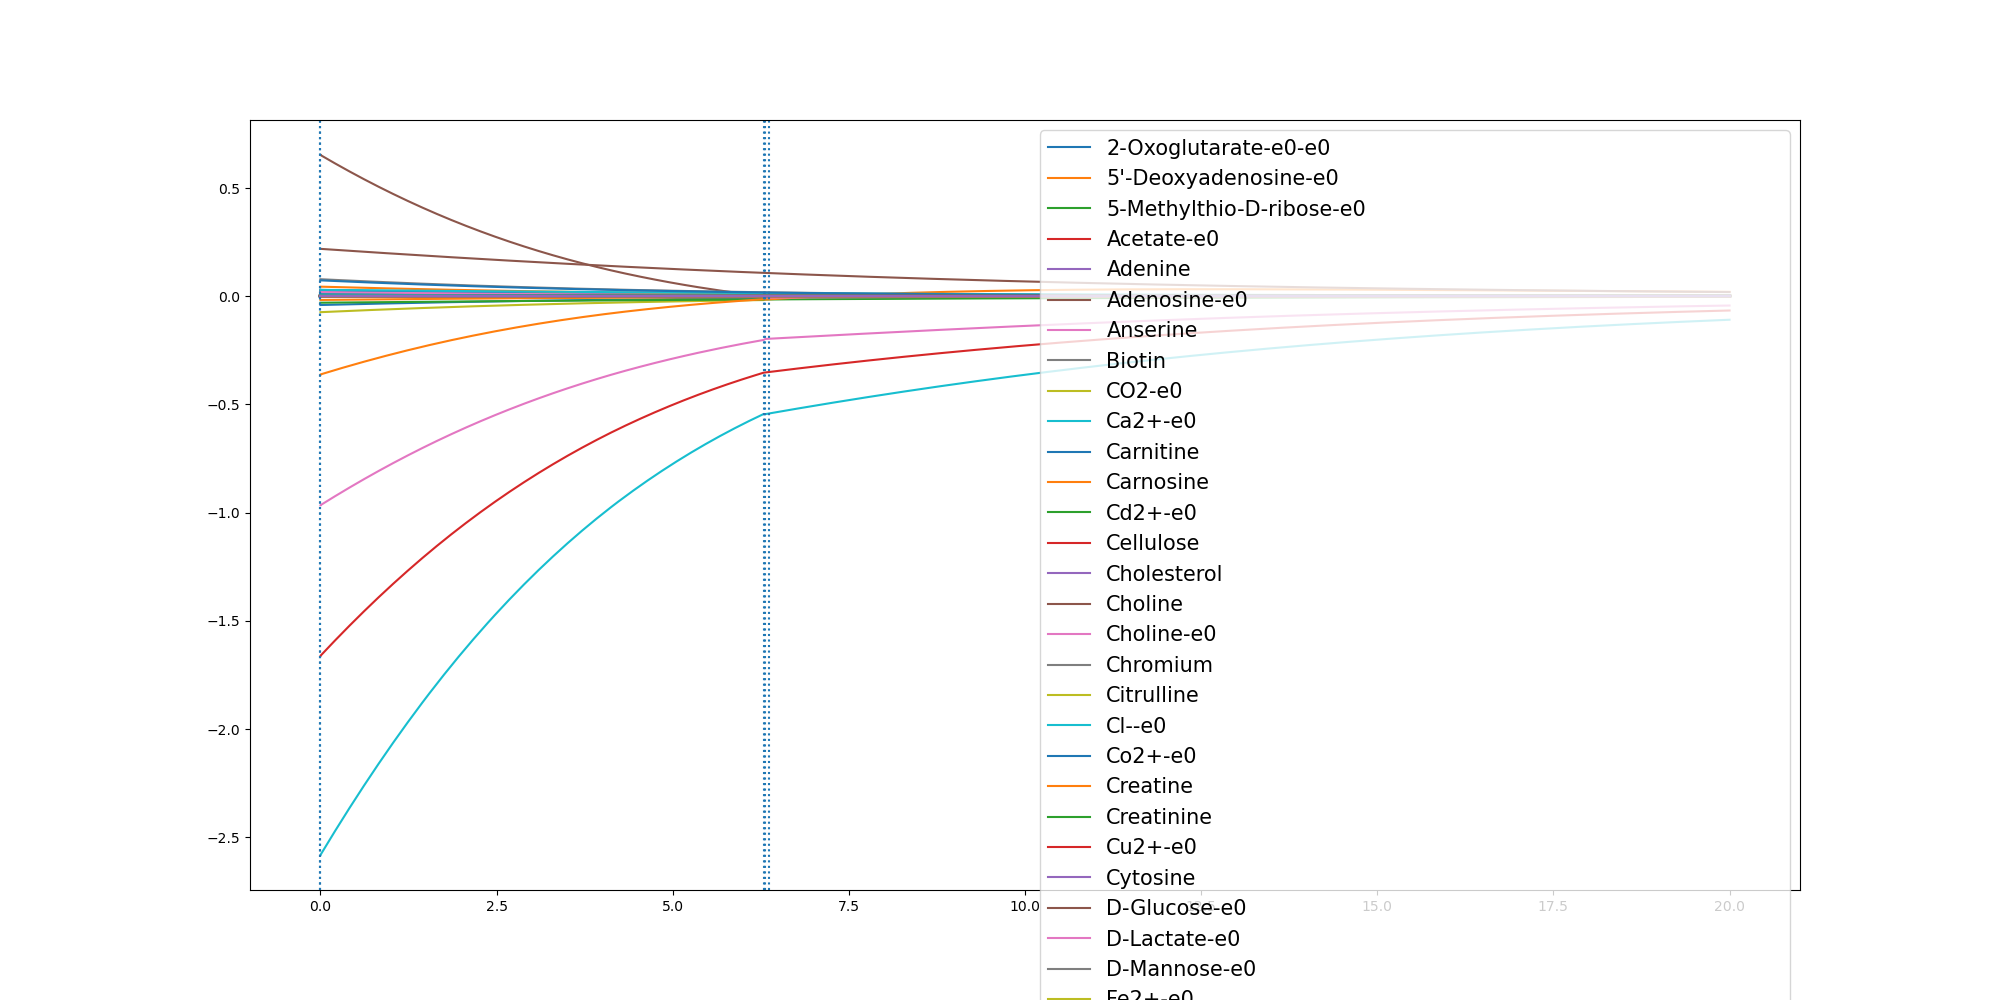 0.5
0.0
−0.5
−1.0
−1.5
−2.0
−2.5
0.0
2.5
5.0
7.5
10.0
15.0
17.5
20.0
2-Oxoglutarate-e0-e0
5'-Deoxyadenosine-e0
5-Methylthio-D-ribose-e0
Acetate-e0
Adenine
Adenosine-e0
Anserine
Biotin
CO2-e0
Ca2+-e0
Carnitine
Carnosine
Cd2+-e0
Cellulose
Cholesterol
Choline
Choline-e0
Chromium
Citrulline
Cl--e0
Co2+-e0
Creatine
Creatinine
Cu2+-e0
Cytosine
D-Glucose-e0
D-Lactate-e0
D-Mannose-e0
Fe2+-e0